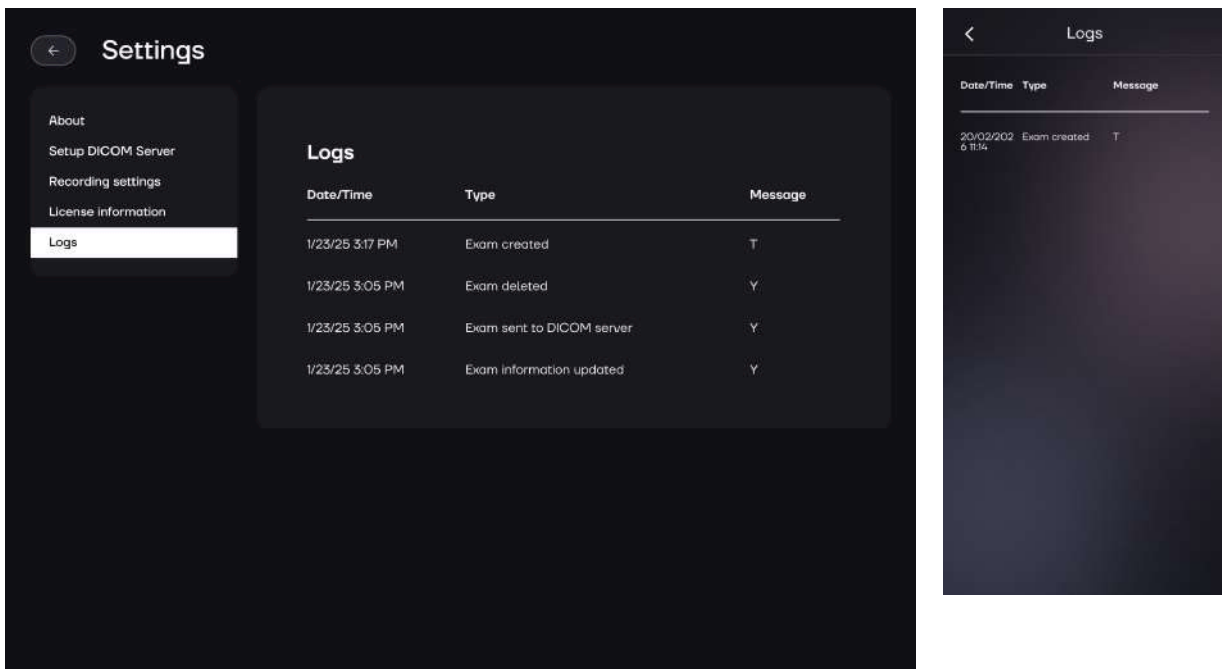 Settings
About
Setup DICOM Server
Recording settings
License information
Logs
Logs
Date/Time Type Message
1/23/25 3:17 PM Exam created T
1/23/25 3:05 PM Exam deleted Y
1/23/25 3:05 PM Exam sent to DICOM server Y
1/23/25 3:05 PM Exam information updated Y
Logs
Date/Time Type Message
20/02/202 Exam created T
6 11:14